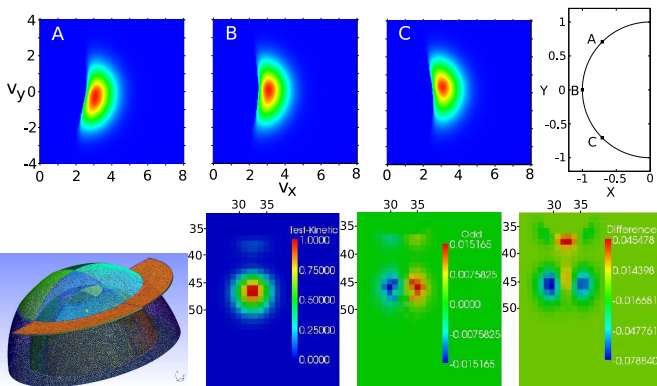 A
B
C
4
2
0
-2
-4
Vy
0 2 4 6 8
0 2 4 6 8
0 2 4 6 8
Vx
1
0.5
0
-0.5
-1
Y
A
B
C
-1 -0.5 0
X
30 35
35
40
45
50
Test-Kinetic
1.0000
0.75000
0.50000
0.25000
0.0000
30 35
35
40
45
50
Odd
0.015165
0.0075825
0.0000
-0.0075825
-0.015165
30 35
35
40
45
50
Difference
0.045478
0.014398
-0.016681
-0.047761
-0.078840